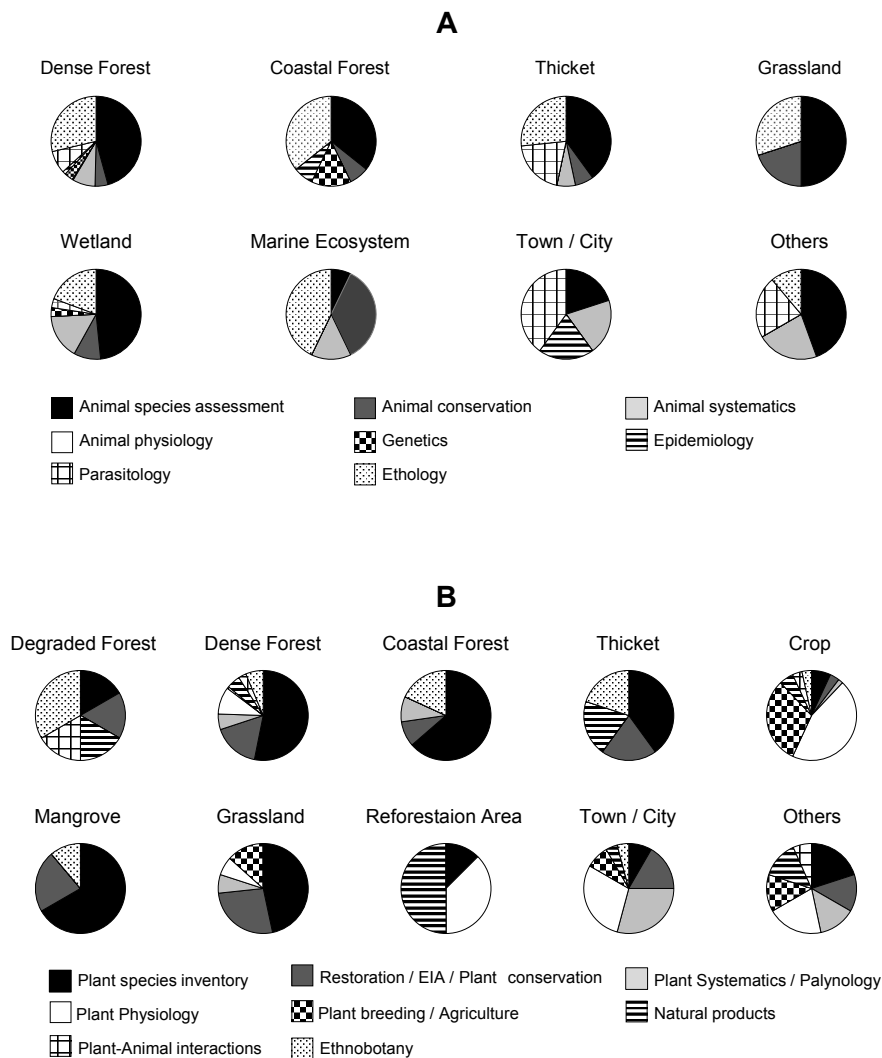 A
Dense Forest
Coastal Forest
Thicket
Grassland
Wetland
Marine Ecosystem
Town / City
Others
Animal species assessment
Animal conservation
Animal systematics
Animal physiology
Genetics
Epidemiology
Parasitology
Ethology
B
Degraded Forest
Dense Forest
Coastal Forest
Thicket
Crop
Mangrove
Grassland
Reforestaion Area
Town / City
Others
Plant species inventory
Restoration / EIA / Plant conservation
Plant Systematics / Palynology
Plant Physiology
Plant breeding / Agriculture
Natural products
Plant-Animal interactions
Ethnobotany